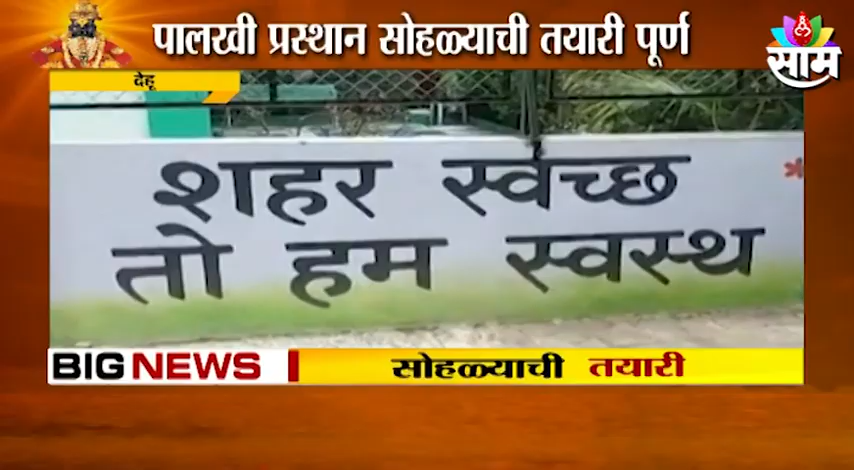 पालखी प्रस्थान सोहळ्याची तयारी पूर्ण
साम
देहू
शहर स्वच्छ
तो हम स्वस्थ
BIG NEWS सोहळ्याची तयारी